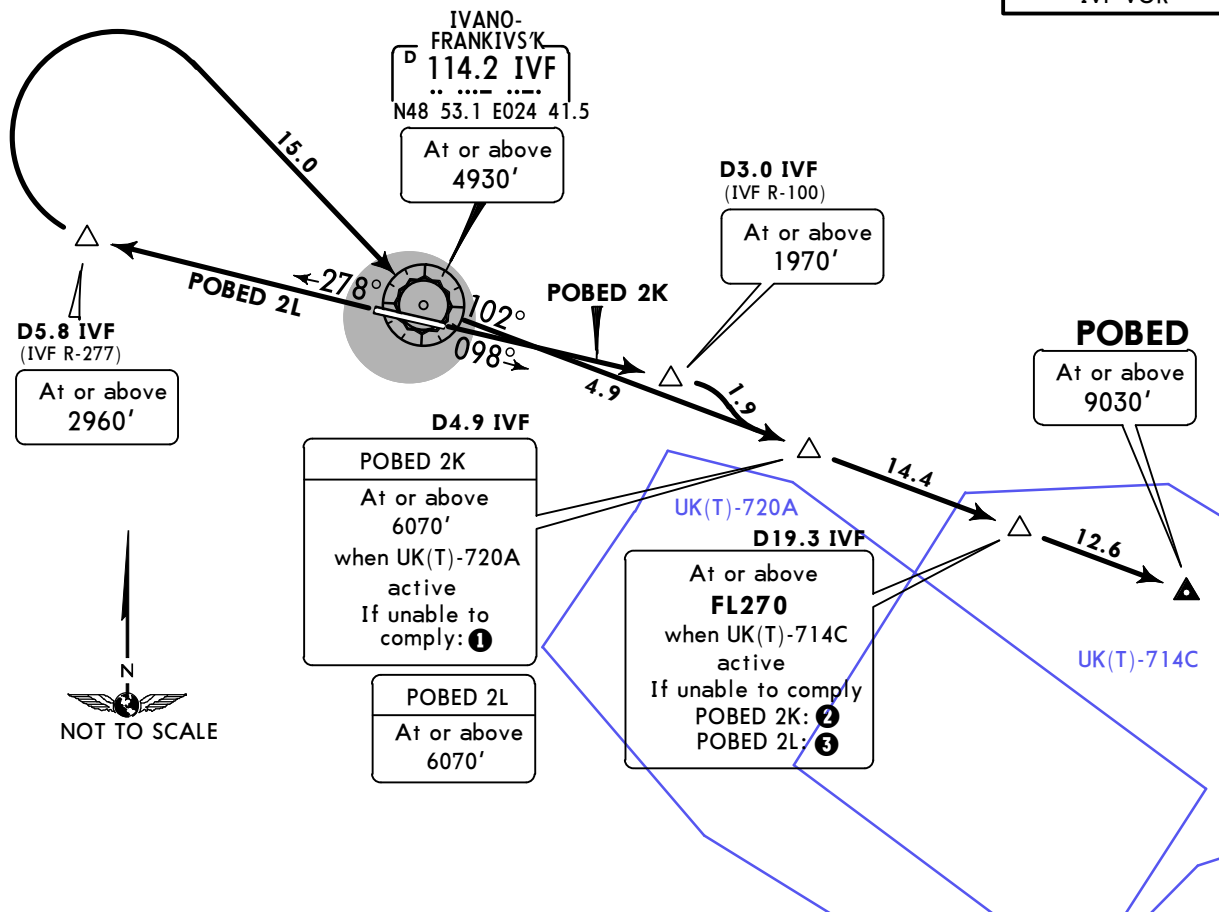 IVF VOR
IVANO-
FRANKIVS'K
D 114.2 IVF
N48 53.1 E024 41.5
At or above
4930'
15.0
D3.0 IVF
(IVF R-100)
At or above
1970'
278°
POBED 2L
102°
098°
POBED 2K
D5.8 IVF
(IVF R-277)
At or above
2960'
4.9
1.9
POBED
At or above
9030'
D4.9 IVF
POBED 2K
At or above
6070'
when UK(T)-720A
active
If unable to
comply: 1
POBED 2L
At or above
6070'
UK(T)-720A
14.4
12.6
D19.3 IVF
At or above
FL270
when UK(T)-714C
active
If unable to comply
POBED 2K: 2
POBED 2L: 3
UK(T)-714C
N
NOT TO SCALE